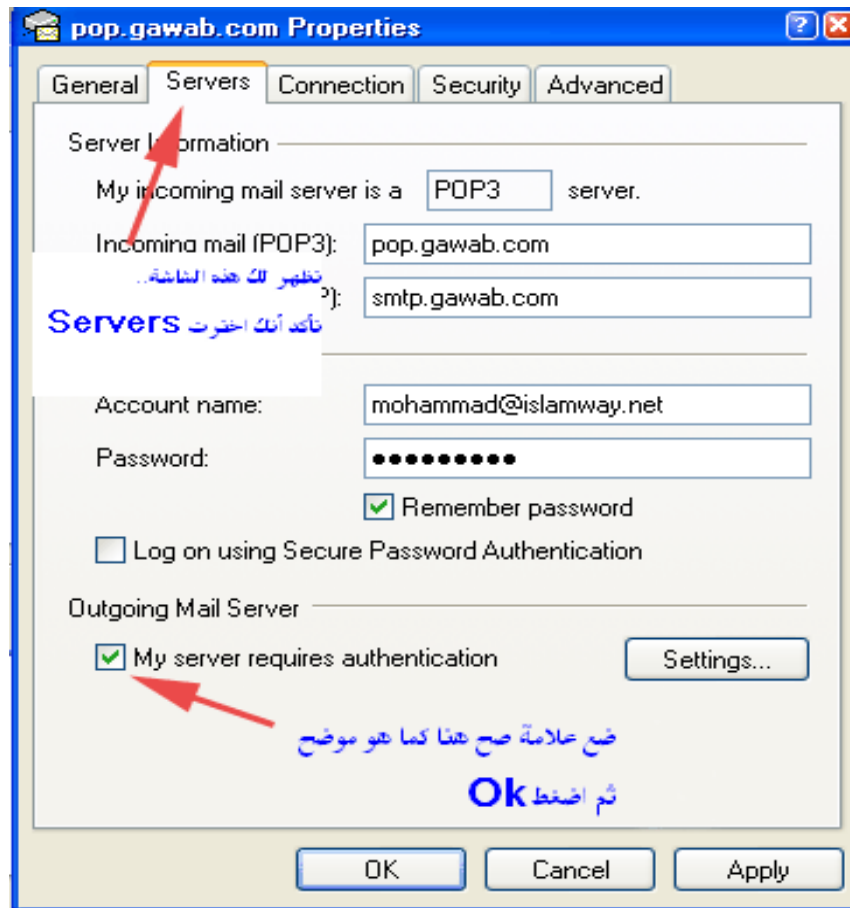 pop.gawab.com Properties
General Servers Connection Security Advanced
Server Information
My incoming mail server is a POP3 server.
Incoming mail (POP3): pop.gawab.com
تظهر لك هذه الشاشة..
P): smtp.gawab.com
تأكد أنك اخترت Servers
Account name: mohammad@islamway.net
Password: ●●●●●●●●●
Remember password
Log on using Secure Password Authentication
Outgoing Mail Server
My server requires authentication Settings...
ضع علامة صح هنا كما هو موضح
ثم اضغط Ok
OK Cancel Apply